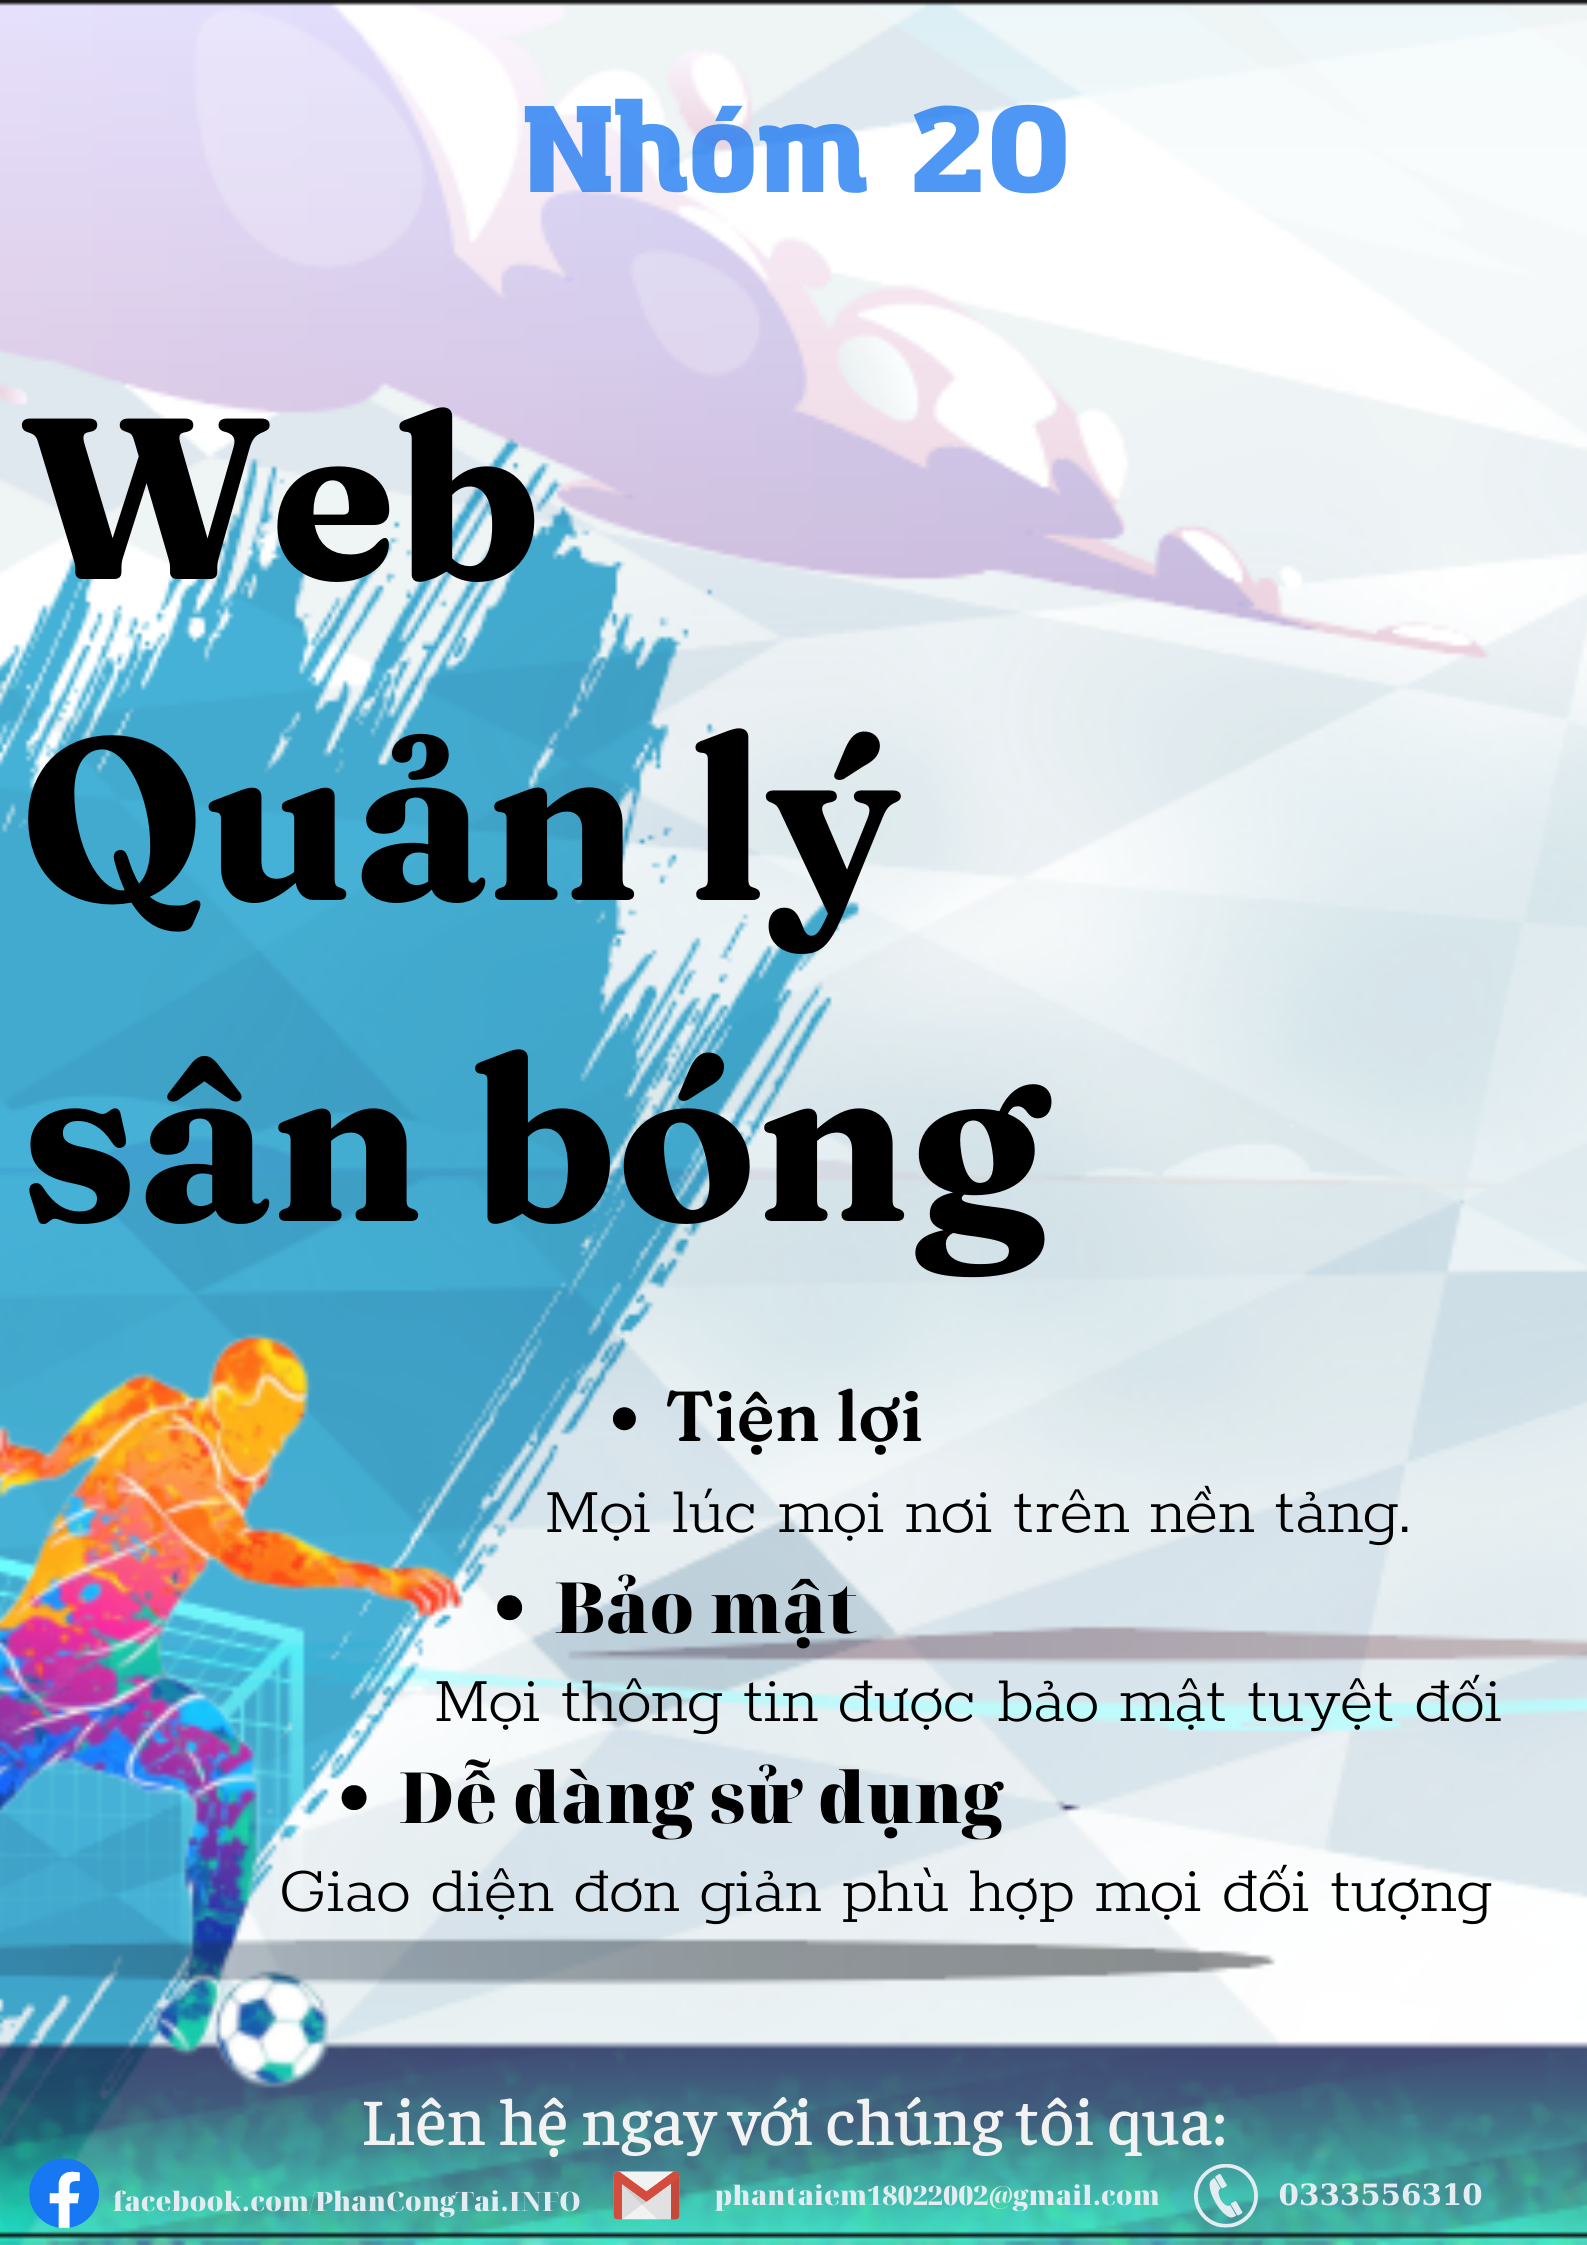 Nhóm 20
Web
Quản lý
sân bóng
• Tiện lợi
Mọi lúc mọi nơi trên nền tảng.
• Bảo mật
Mọi thông tin được bảo mật tuyệt đối
• Dễ dàng sử dụng
Giao diện đơn giản phù hợp mọi đối tượng
Liên hệ ngay với chúng tôi qua:
facebook.com/PhanCongTai.INFO
phantaiem18022002@gmail.com
0333556310